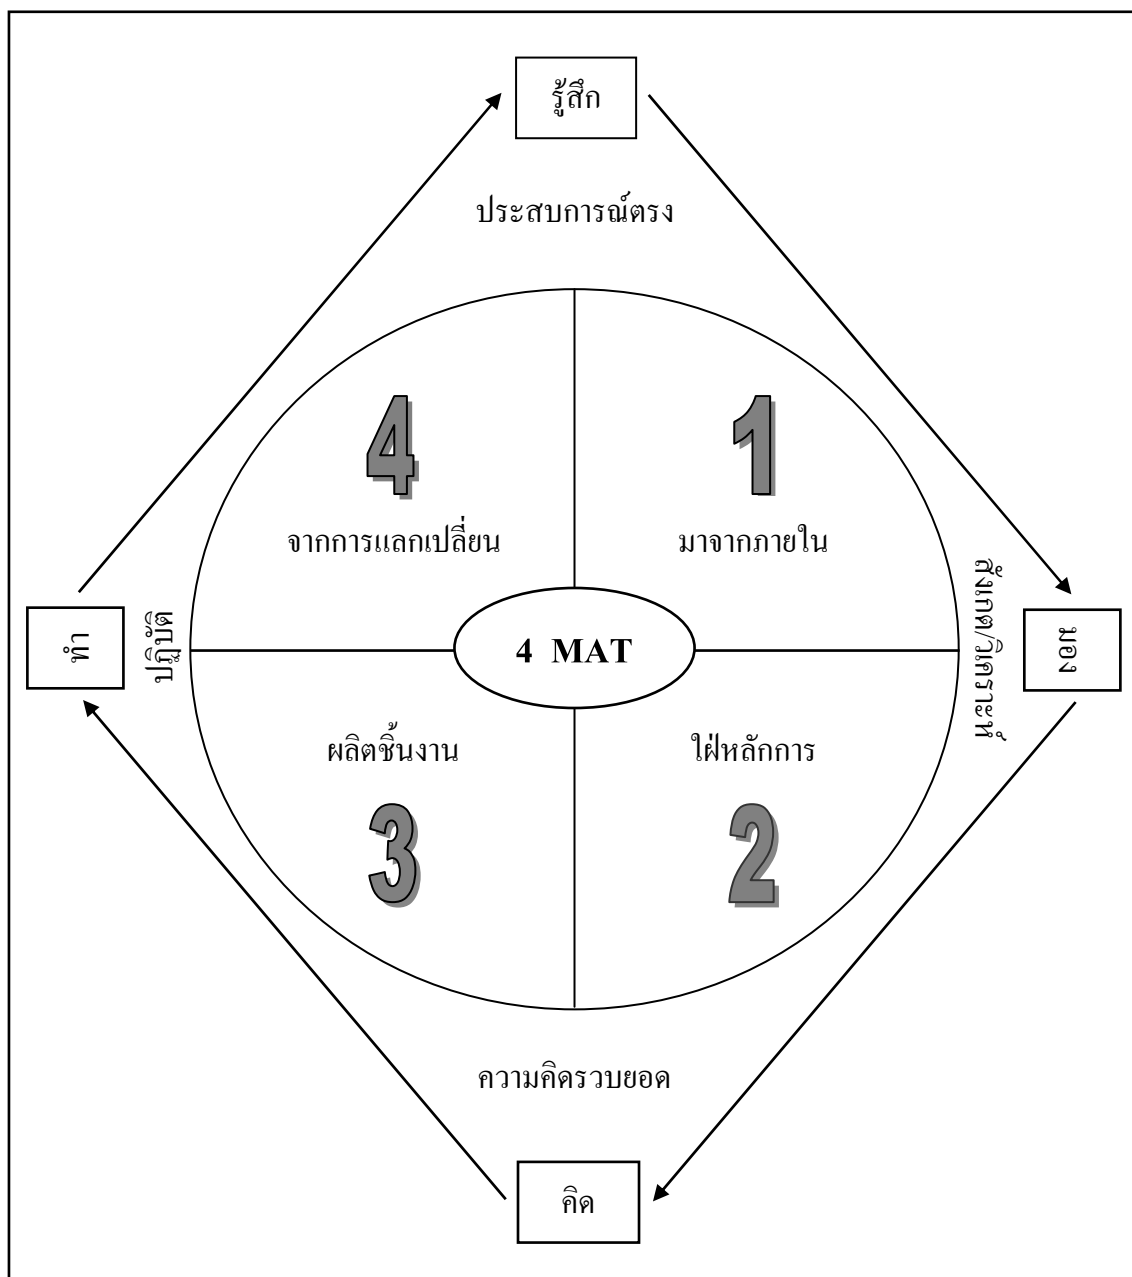 รู้สึก
ประสบการณ์ตรง
4
1
จากการแลกเปลี่ยน
มาจากภายใน
ทำ
ปฏิบัติ
4 MAT
สังเกต/วิเคราะห์
มอง
ผลิตชิ้นงาน
ใฝ่หลักการ
3
2
ความคิดรวบยอด
คิด